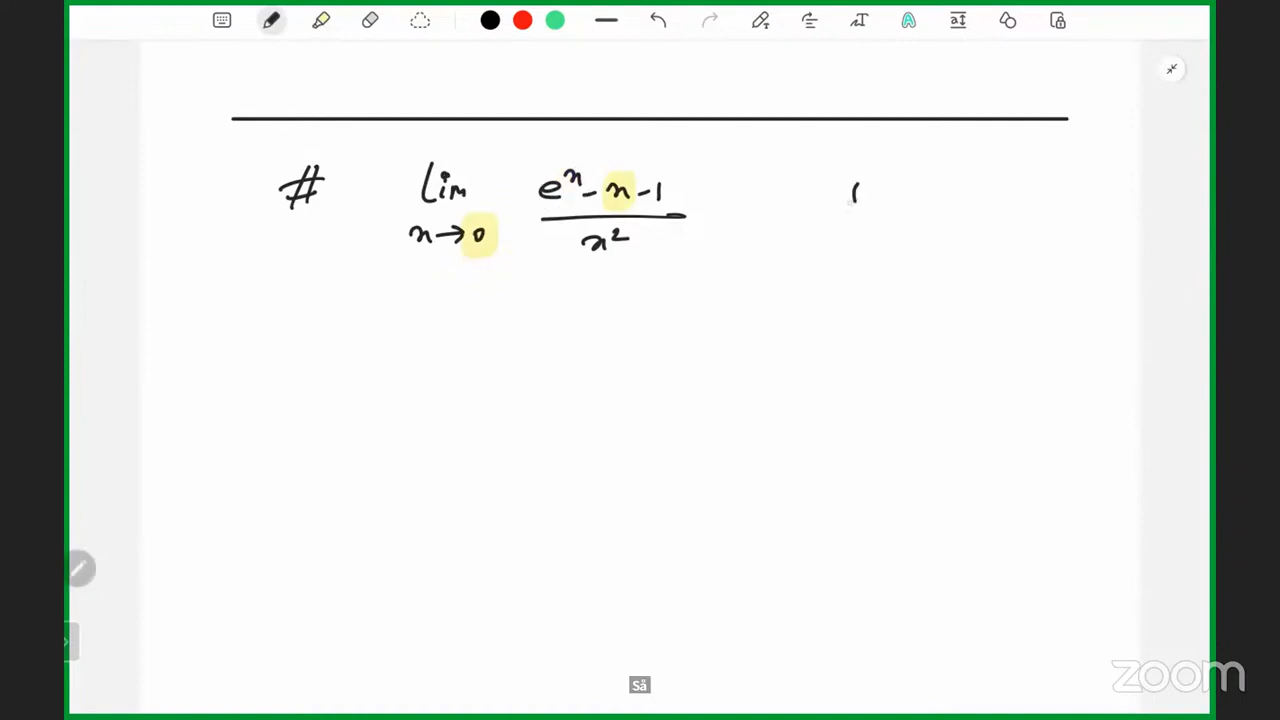 # lim x→0 (e^x - x - 1) / x^2
Så
zoom